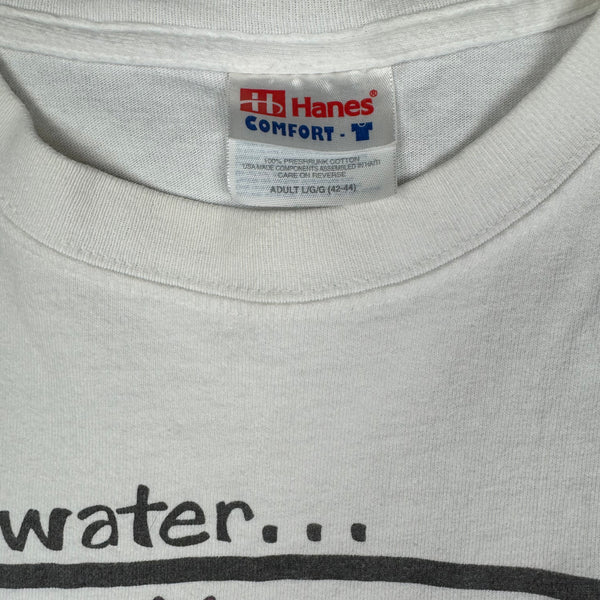 Hanes®
COMFORT-T
100% PRESHRUNK COTTON
USA MADE COMPONENTS ASSEMBLED IN HAITI
CARE ON REVERSE
ADULT L/G/G (42-44)
water...